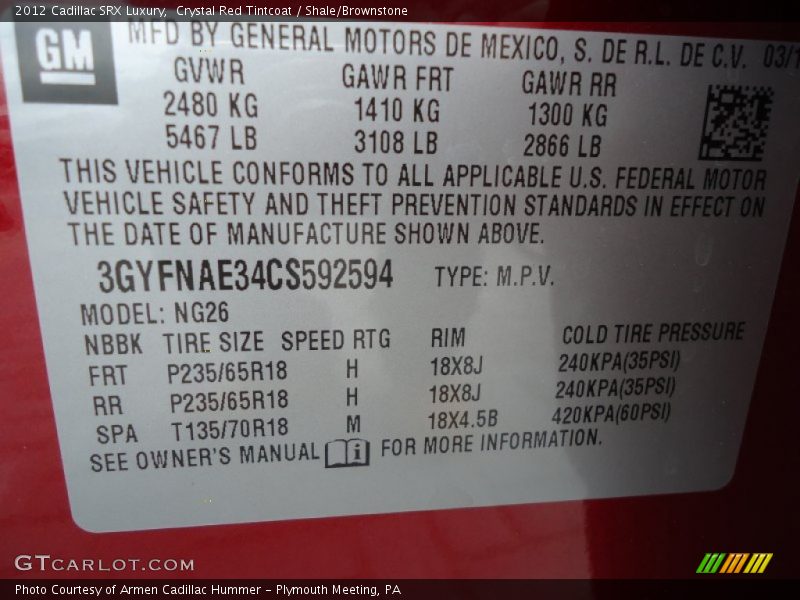 2012 Cadillac SRX Luxury,  Crystal Red Tintcoat / Shale/Brownstone
GM
MFD BY GENERAL MOTORS DE MEXICO, S. DE R.L. DE C.V. 03/1
GVWR GAWR FRT GAWR RR
2480 KG 1410 KG 1300 KG
5467 LB 3108 LB 2866 LB
THIS VEHICLE CONFORMS TO ALL APPLICABLE U.S. FEDERAL MOTOR
VEHICLE SAFETY AND THEFT PREVENTION STANDARDS IN EFFECT ON
THE DATE OF MANUFACTURE SHOWN ABOVE.
3GYFNAE34CS592594 TYPE: M.P.V.
MODEL: NG26
NBBK TIRE SIZE SPEED RTG RIM COLD TIRE PRESSURE
FRT P235/65R18 H 18X8J 240KPA(35PSI)
RR P235/65R18 H 18X8J 240KPA(35PSI)
SPA T135/70R18 M 18X4.5B 420KPA(60PSI)
SEE OWNER'S MANUAL i FOR MORE INFORMATION.
GTCARLOT.COM
Photo Courtesy of Armen Cadillac Hummer - Plymouth Meeting, PA